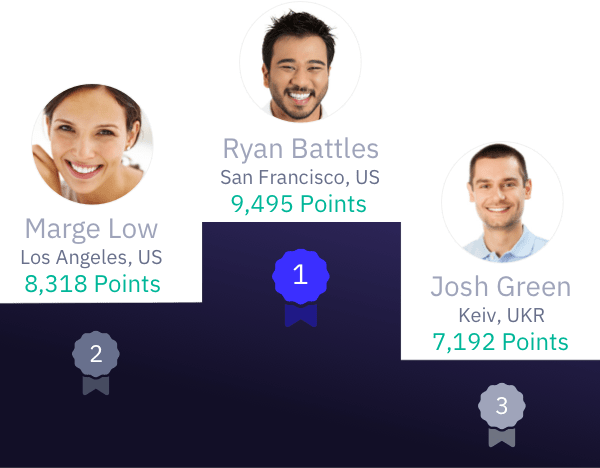 Ryan Battles
San Francisco, US
9,495 Points
1
Marge Low
Los Angeles, US
8,318 Points
2
Josh Green
Keiv, UKR
7,192 Points
3